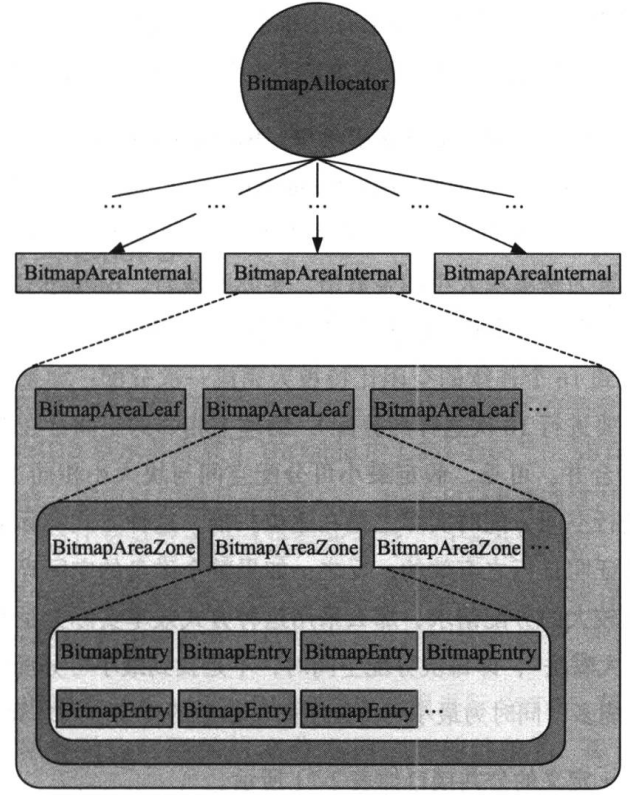 BitmapAllocator
... ... ... ... ...
BitmapAreaInternal BitmapAreaInternal BitmapAreaInternal
BitmapAreaLeaf BitmapAreaLeaf BitmapAreaLeaf ...
BitmapAreaZone BitmapAreaZone BitmapAreaZone ...
BitmapEntry BitmapEntry BitmapEntry BitmapEntry
BitmapEntry BitmapEntry BitmapEntry ...